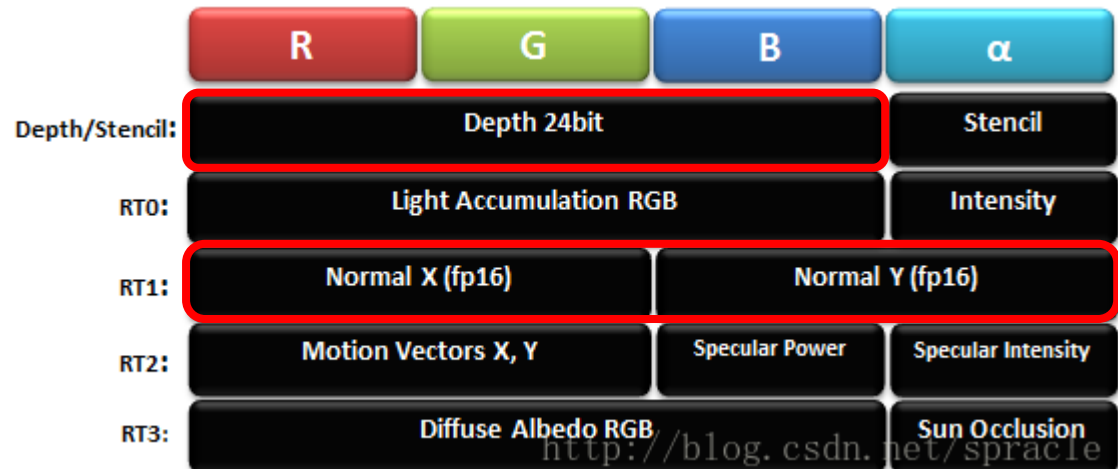 R G B α
Depth/Stencil: Depth 24bit Stencil
RT0: Light Accumulation RGB Intensity
RT1: Normal X (fp16) Normal Y (fp16)
RT2: Motion Vectors X, Y Specular Power Specular Intensity
RT3: Diffuse Albedo RGB Sun Occlusion
http://blog.csdn.net/spracle